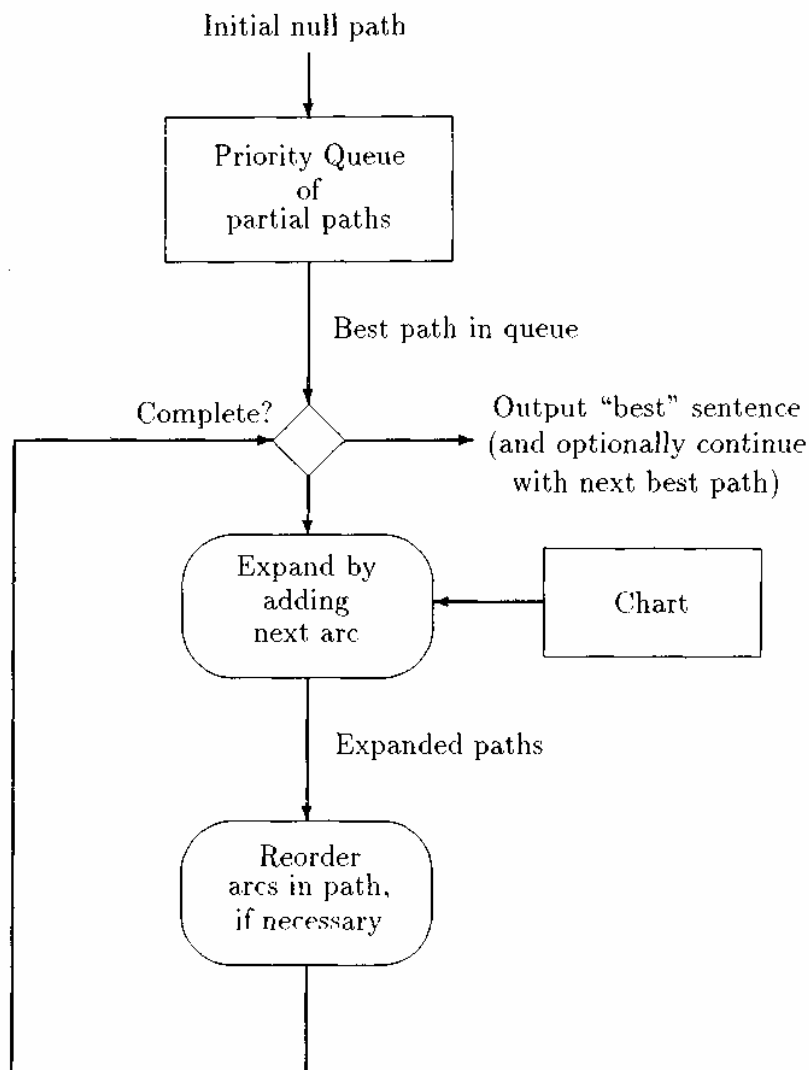 Initial null path
Priority Queue
of
partial paths
Best path in queue
Complete?
Output “best” sentence
(and optionally continue
with next best path)
Expand by
adding
next arc
Chart
Expanded paths
Reorder
arcs in path,
if necessary